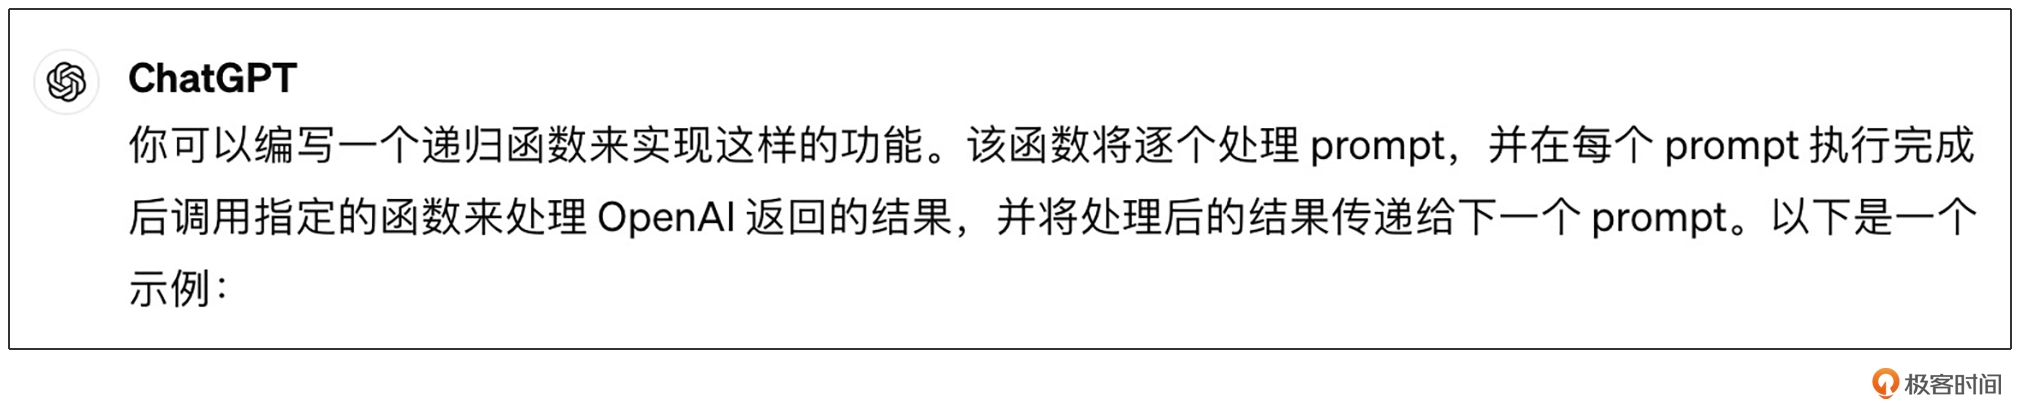 ChatGPT
你可以编写一个递归函数来实现这样的功能。该函数将逐个处理 prompt，并在每个 prompt 执行完成
后调用指定的函数来处理 OpenAI 返回的结果，并将处理后的结果传递给下一个 prompt。以下是一个
示例：
极客时间